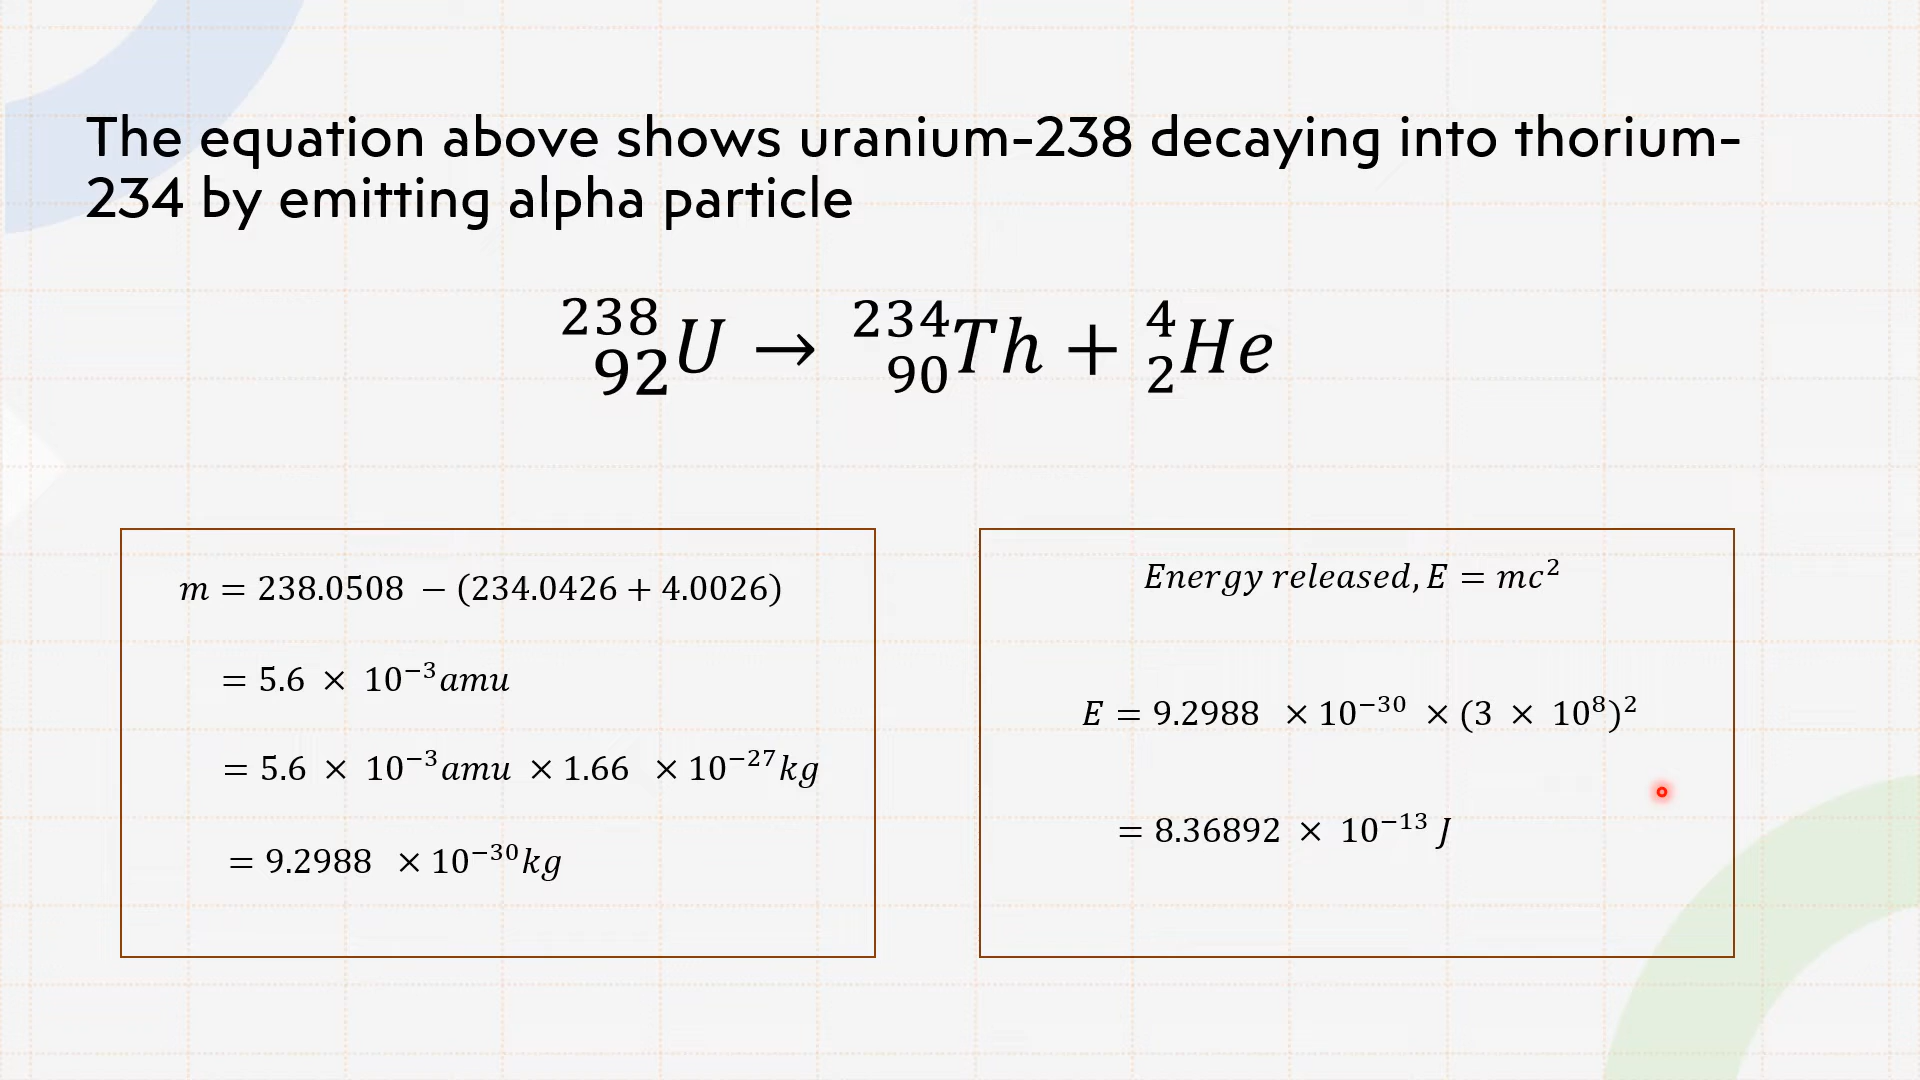 The equation above shows uranium-238 decaying into thorium-
234 by emitting alpha particle
²³⁸₉₂U → ²³⁴₉₀Th + ⁴₂He
m = 238.0508 − (234.0426 + 4.0026)
= 5.6 × 10⁻³amu
= 5.6 × 10⁻³amu × 1.66 × 10⁻²⁷kg
= 9.2988 × 10⁻³⁰kg
Energy released, E = mc²
E = 9.2988 × 10⁻³⁰ × (3 × 10⁸)²
= 8.36892 × 10⁻¹³ J